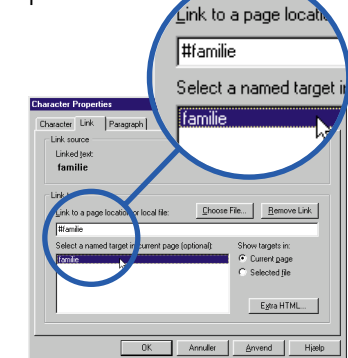 Link to a page locatio
#familie
Select a named target i
familie
Character Properties
Character Link Paragraph
Link source
Linked text:
familie
Link to a page location or local file: Choose File... Remove Link
#familie
Select a named target in current page (optional): Show targets in:
familie Current page
Selected file
Extra HTML...
OK Annuller Anvend Hjælp